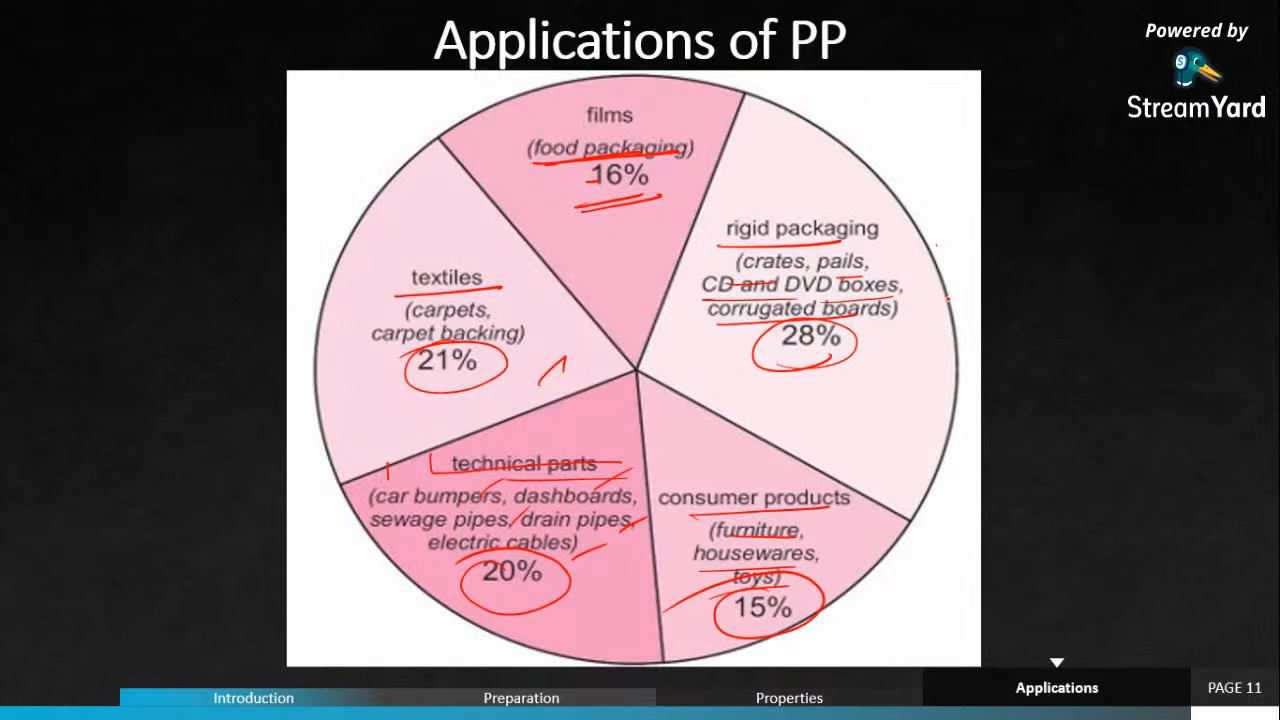 Applications of PP
Powered by
StreamYard
films
(food packaging)
16%
rigid packaging
(crates, pails,
CD and DVD boxes,
corrugated boards)
28%
textiles
(carpets,
carpet backing)
21%
technical parts
(car bumpers, dashboards,
sewage pipes, drain pipes,
electric cables)
20%
consumer products
(furniture,
housewares,
toys)
15%
Introduction
Preparation
Properties
Applications
PAGE 11